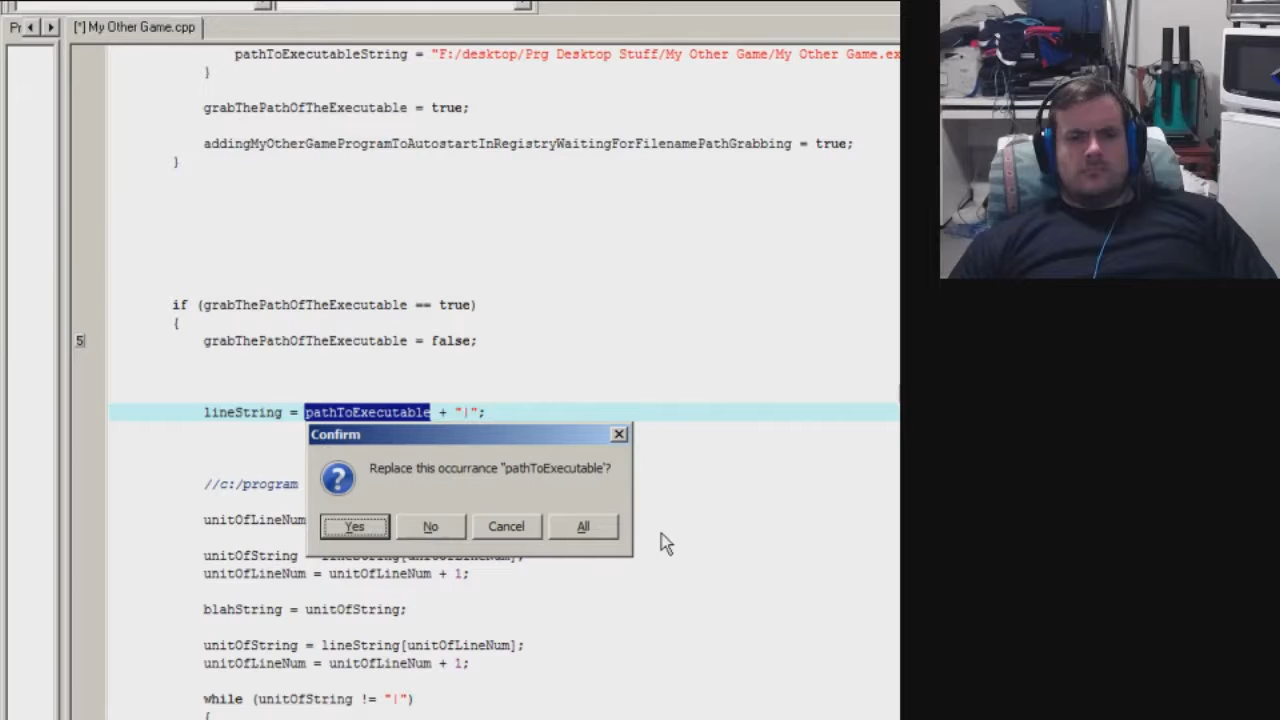 Pr
[*] My Other Game.cpp
pathToExecutableString = "F:/desktop/Prg Desktop Stuff/My Other Game/My Other Game.ex
}
grabThePathOfTheExecutable = true;
addingMyOtherGameProgramToAutostartInRegistryWaitingForFilenamePathGrabbing = true;
}
if (grabThePathOfTheExecutable == true)
{
5
grabThePathOfTheExecutable = false;
lineString = pathToExecutable + "|";
Confirm
Replace this occurrance "pathToExecutable'?
Yes
No
Cancel
All
//c:/program
unitOfLineNum
unitOfString = lineString[unitOfLineNum];
unitOfLineNum = unitOfLineNum + 1;
blahString = unitOfString;
unitOfString = lineString[unitOfLineNum];
unitOfLineNum = unitOfLineNum + 1;
while (unitOfString != "|")
{